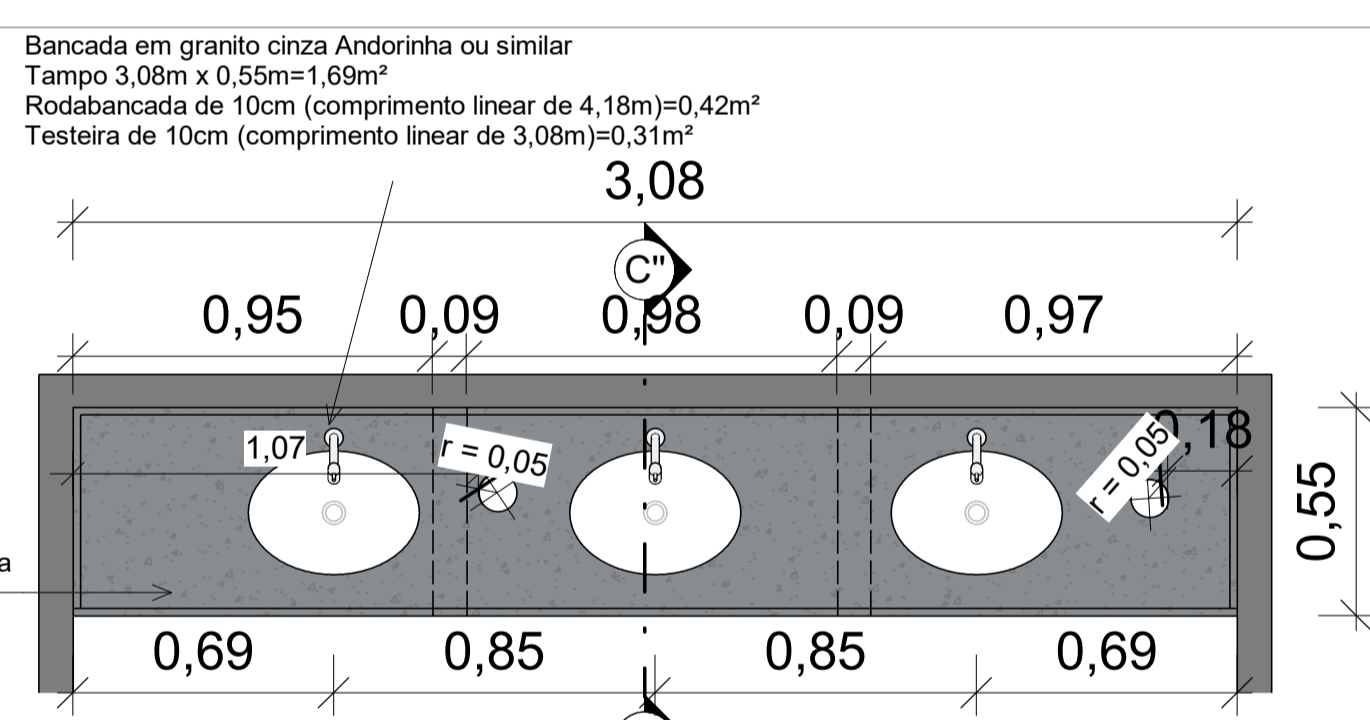 Bancada em granito cinza Andorinha ou similar
Tampo 3,08m x 0,55m=1,69m²
Rodabancada de 10cm (comprimento linear de 4,18m)=0,42m²
Testeira de 10cm (comprimento linear de 3,08m)=0,31m²
3,08
C"
0,95 0,09 0,98 0,09 0,97
1,07
r = 0,05
r = 0,05
0,18
0,55
a
0,69 0,85 0,85 0,69